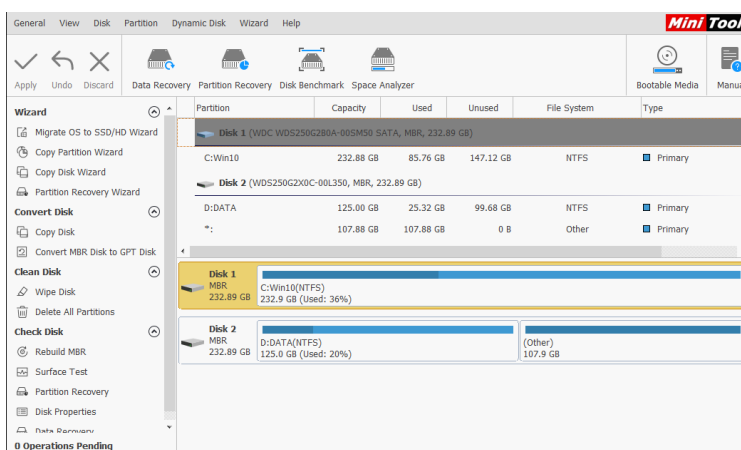 General View Disk Partition Dynamic Disk Wizard Help
Mini Tool
Apply Undo Discard Data Recovery Partition Recovery Disk Benchmark Space Analyzer Bootable Media Manua
Wizard
Migrate OS to SSD/HD Wizard
Copy Partition Wizard
Copy Disk Wizard
Partition Recovery Wizard
Convert Disk
Copy Disk
Convert MBR Disk to GPT Disk
Clean Disk
Wipe Disk
Delete All Partitions
Check Disk
Rebuild MBR
Surface Test
Partition Recovery
Disk Properties
Data Recovery
0 Operations Pending
Partition Capacity Used Unused File System Type
Disk 1 (WDC WDS250G2B0A-00SM50 SATA, MBR, 232.89 GB)
C:Win10 232.88 GB 85.76 GB 147.12 GB NTFS Primary
Disk 2 (WDS250G2X0C-00L350, MBR, 232.89 GB)
D:DATA 125.00 GB 25.32 GB 99.68 GB NTFS Primary
*: 107.88 GB 107.88 GB 0 B Other Primary
Disk 1
MBR
232.89 GB
C:Win10(NTFS)
232.9 GB (Used: 36%)
Disk 2
MBR
232.89 GB
D:DATA(NTFS)
125.0 GB (Used: 20%)
(Other)
107.9 GB